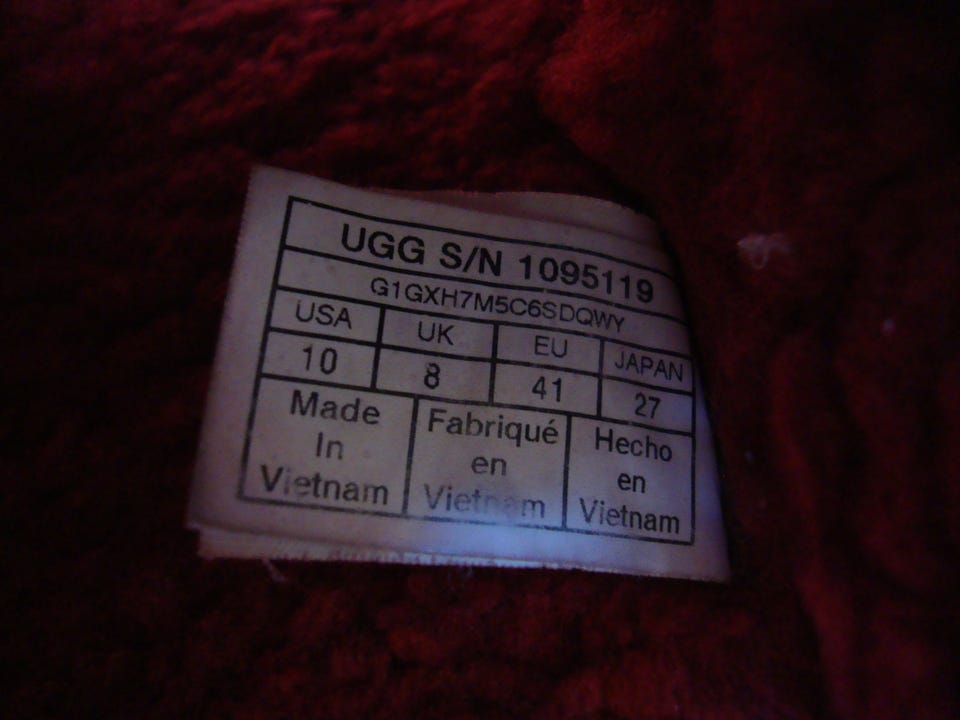 UGG S/N 1095119
G1GXH7M5C6SDQWY
USA UK EU JAPAN
10 8 41 27
Made Fabriqué Hecho
In en en
Vietnam Vietnam Vietnam